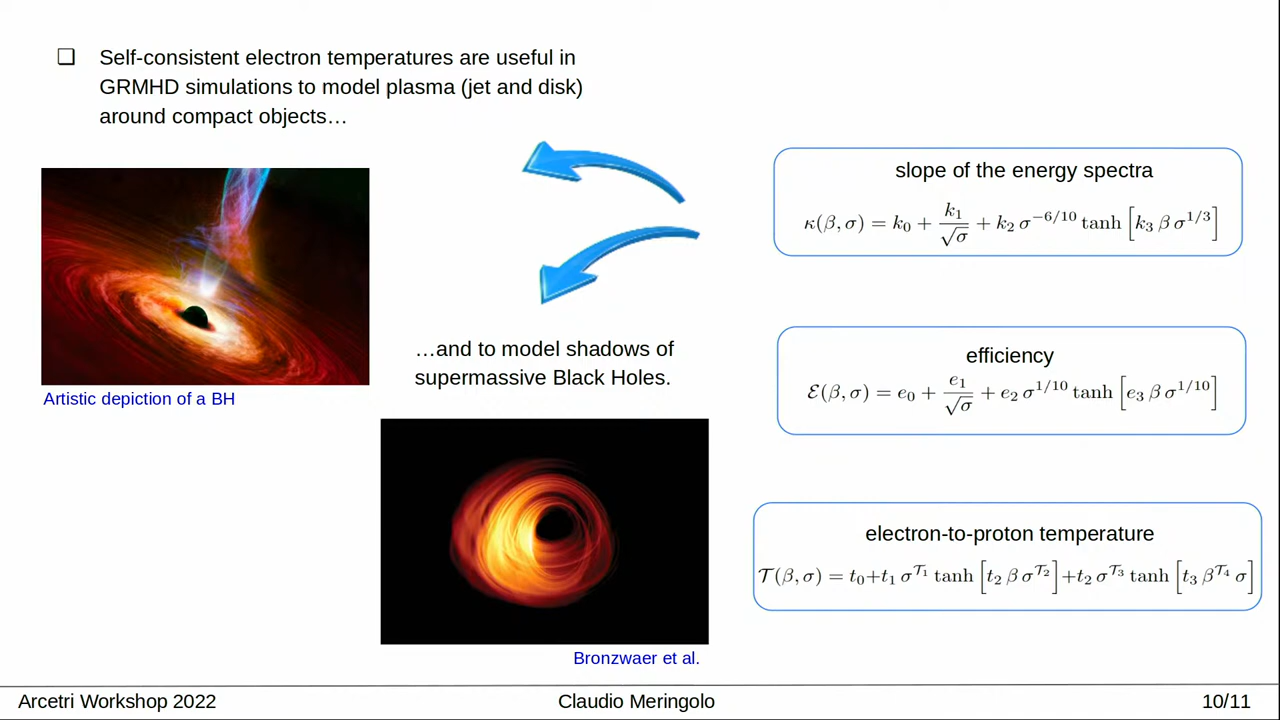 ❑ Self-consistent electron temperatures are useful in
GRMHD simulations to model plasma (jet and disk)
around compact objects…
Artistic depiction of a BH
…and to model shadows of
supermassive Black Holes.
Bronzwaer et al.
slope of the energy spectra
κ(β, σ) = k₀ + k₁/√σ + k₂ σ^{−6/10} tanh [k₃ β σ^{1/3}]
efficiency
ℰ(β, σ) = e₀ + e₁/√σ + e₂ σ^{1/10} tanh [e₃ β σ^{1/10}]
electron-to-proton temperature
𝒯(β, σ) = t₀+t₁ σ^{𝒯₁} tanh [t₂ β σ^{𝒯₂}]+t₂ σ^{𝒯₃} tanh [t₃ β^{𝒯₄} σ]
Arcetri Workshop 2022
Claudio Meringolo
10/11